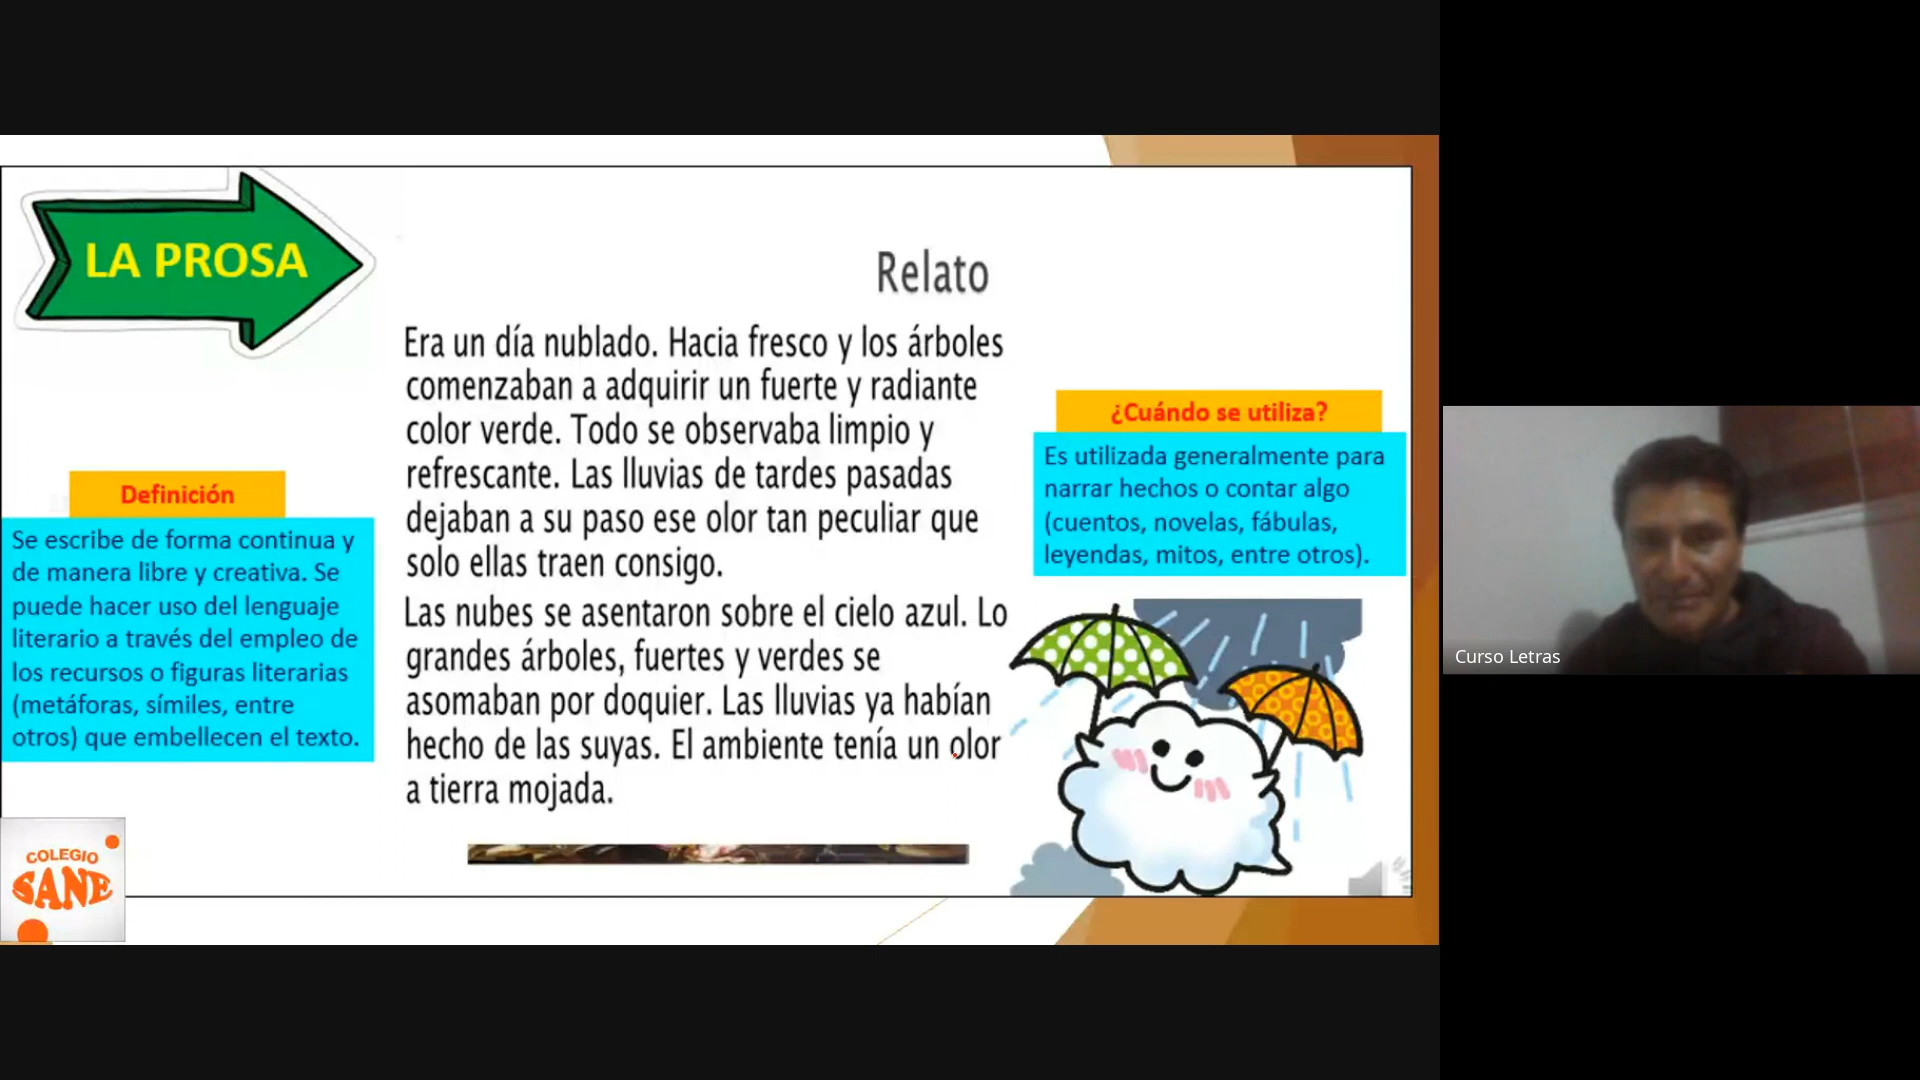 LA PROSA
Relato
Era un día nublado. Hacia fresco y los árboles
comenzaban a adquirir un fuerte y radiante
color verde. Todo se observaba limpio y
refrescante. Las lluvias de tardes pasadas
dejaban a su paso ese olor tan peculiar que
solo ellas traen consigo.
Las nubes se asentaron sobre el cielo azul. Lo
grandes árboles, fuertes y verdes se
asomaban por doquier. Las lluvias ya habían
hecho de las suyas. El ambiente tenía un olor
a tierra mojada.
Definición
Se escribe de forma continua y
de manera libre y creativa. Se
puede hacer uso del lenguaje
literario a través del empleo de
los recursos o figuras literarias
(metáforas, símiles, entre
otros) que embellecen el texto.
¿Cuándo se utiliza?
Es utilizada generalmente para
narrar hechos o contar algo
(cuentos, novelas, fábulas,
leyendas, mitos, entre otros).
COLEGIO
SANE
Curso Letras